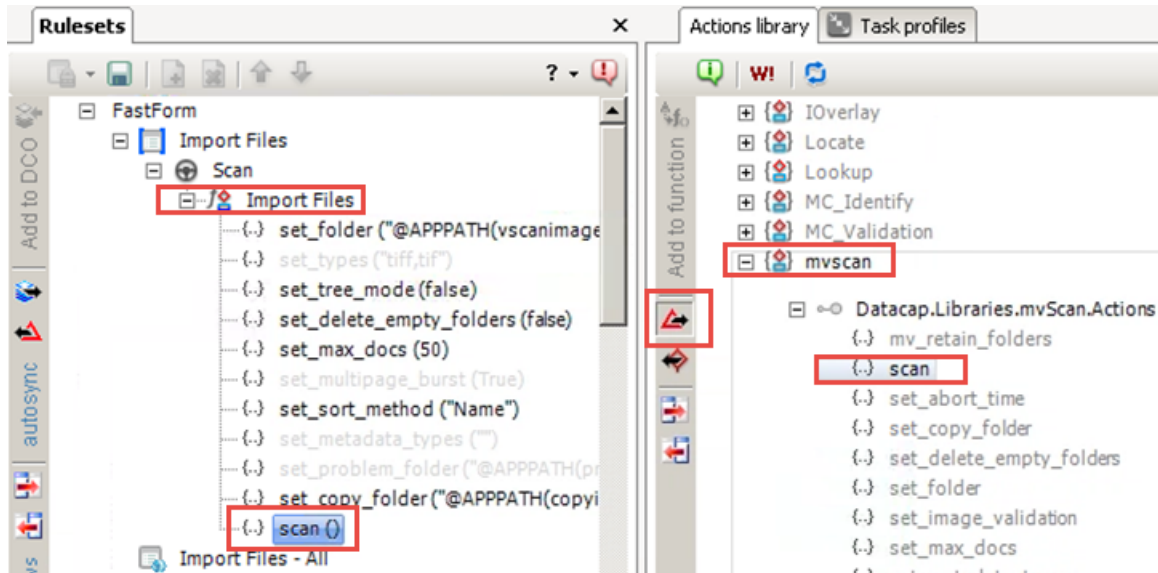 Rulesets
FastForm
Import Files
Scan
Import Files
set_folder ("@APPPATH(vscanimage
set_types ("tiff,tif")
set_tree_mode (false)
set_delete_empty_folders (false)
set_max_docs (50)
set_multipage_burst (True)
set_sort_method ("Name")
set_metadata_types ("")
set_problem_folder ("@APPPATH(pr
set_copy_folder ("@APPPATH(copyi
scan ()
Import Files - All
Add to DCO
autosync
Actions library
Task profiles
W!
IOverlay
Locate
Lookup
MC_Identify
MC_Validation
mvscan
Datacap.Libraries.mvScan.Actions
mv_retain_folders
scan
set_abort_time
set_copy_folder
set_delete_empty_folders
set_folder
set_image_validation
set_max_docs
Add to function